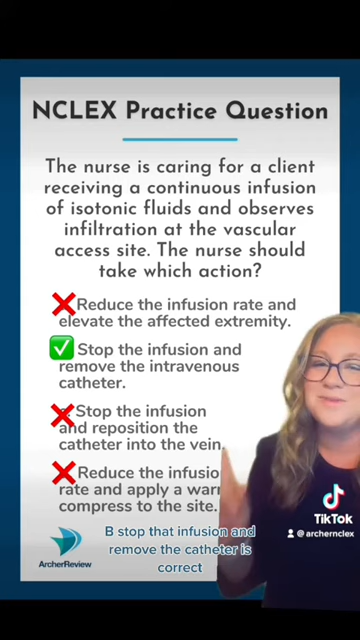 NCLEX Practice Question
The nurse is caring for a client
receiving a continuous infusion
of isotonic fluids and observes
infiltration at the vascular
access site. The nurse should
take which action?
Reduce the infusion rate and
elevate the affected extremity.
Stop the infusion and
remove the intravenous
catheter.
Stop the infusion
and reposition the
catheter into the vein.
Reduce the
rate and apply a
compress to the site.
B stop that infusion and
remove the catheter is
correct
ArcherReview
TikTok
@archernclex